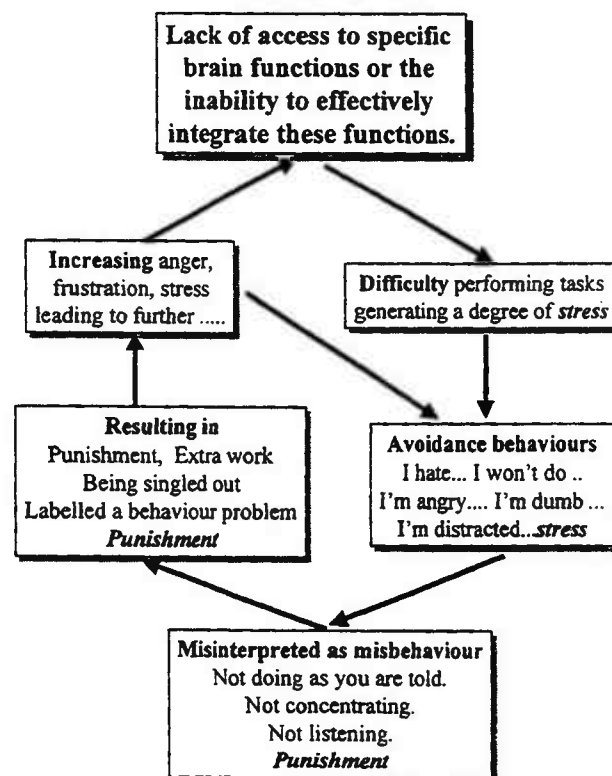 Lack of access to specific
brain functions or the
inability to effectively
integrate these functions.
Increasing anger,
frustration, stress
leading to further .....
Difficulty performing tasks
generating a degree of stress
Resulting in
Punishment, Extra work
Being singled out
Labelled a behaviour problem
Punishment
Avoidance behaviours
I hate... I won't do ..
I'm angry.... I'm dumb ...
I'm distracted...stress
Misinterpreted as misbehaviour
Not doing as you are told.
Not concentrating.
Not listening.
Punishment